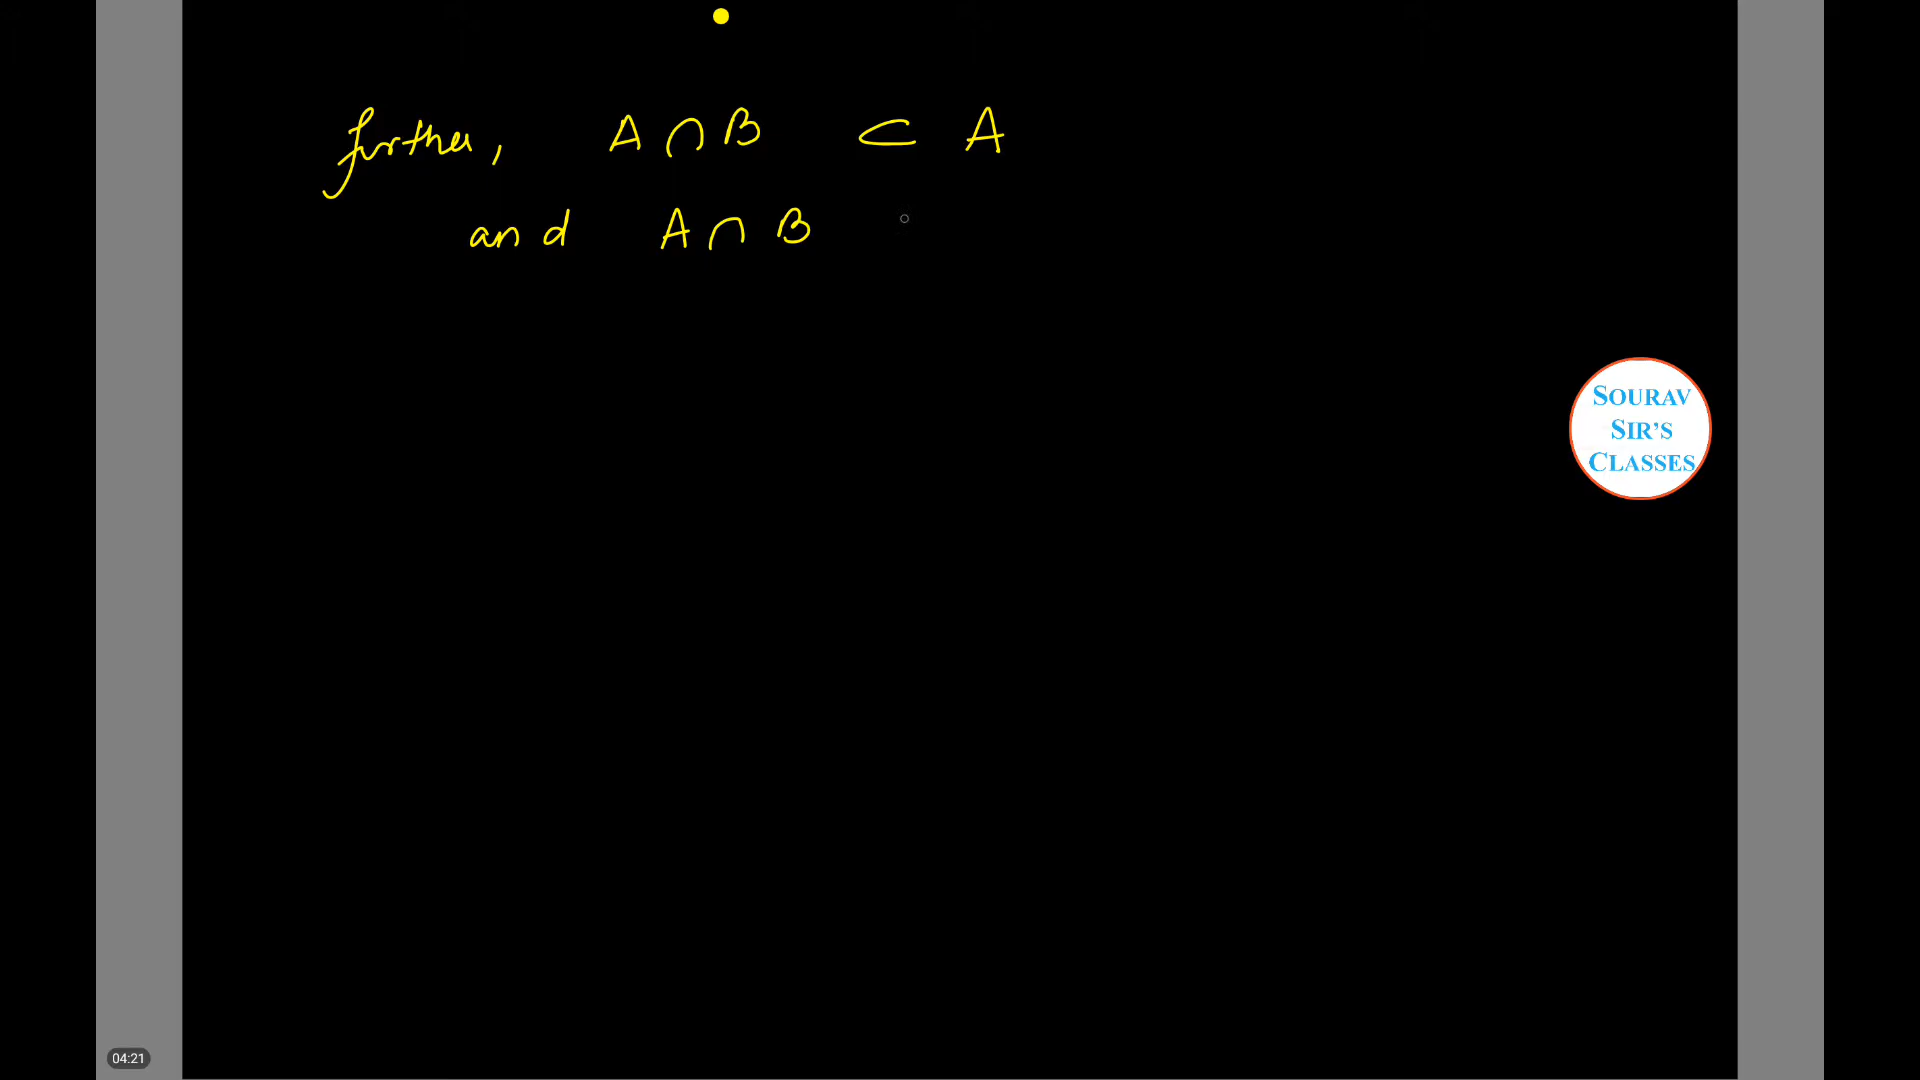 further, A ∩ B ⊂ A
and A ∩ B
SOURAV
SIR'S
CLASSES
04:21